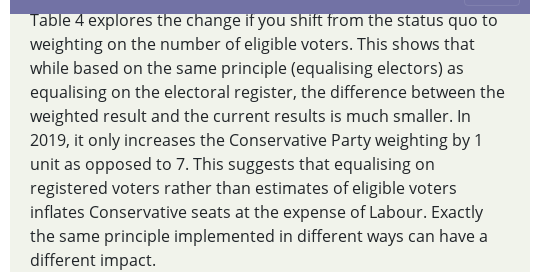 Table 4 explores the change if you shift from the status quo to
weighting on the number of eligible voters. This shows that
while based on the same principle (equalising electors) as
equalising on the electoral register, the difference between the
weighted result and the current results is much smaller. In
2019, it only increases the Conservative Party weighting by 1
unit as opposed to 7. This suggests that equalising on
registered voters rather than estimates of eligible voters
inflates Conservative seats at the expense of Labour. Exactly
the same principle implemented in different ways can have a
different impact.